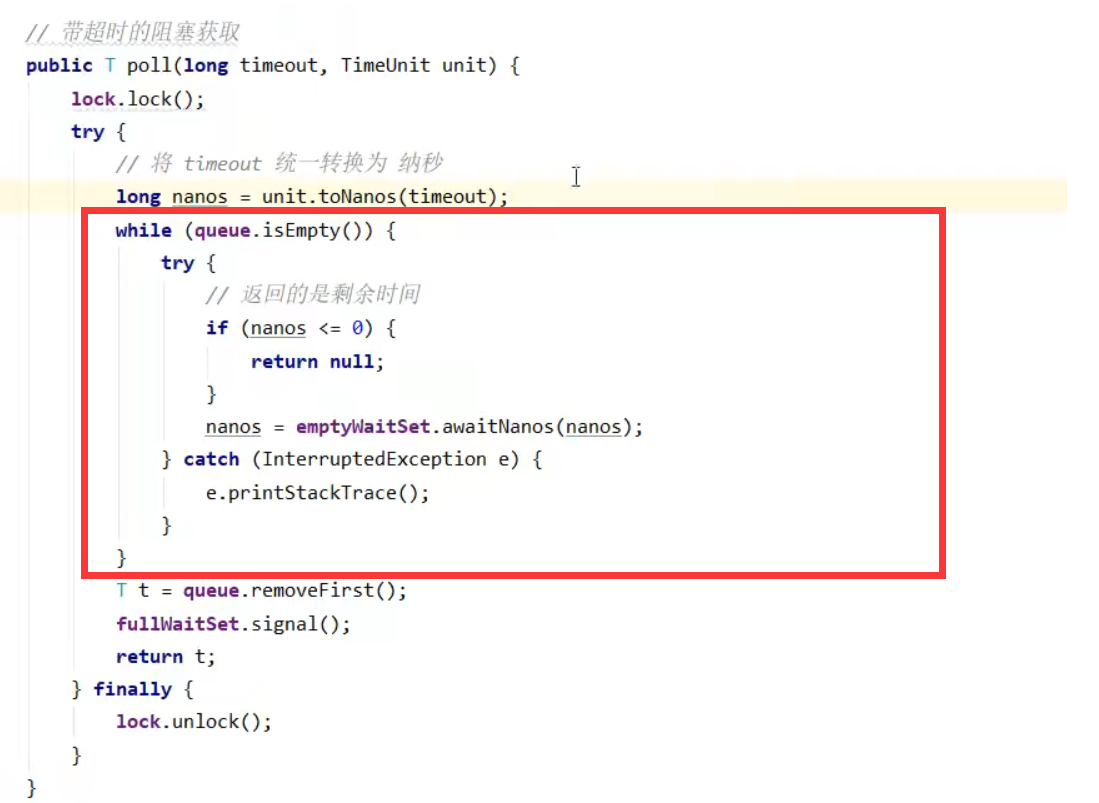 // 带超时的阻塞获取
public T poll(long timeout, TimeUnit unit) {
lock.lock();
try {
// 将 timeout 统一转换为 纳秒
long nanos = unit.toNanos(timeout);
while (queue.isEmpty()) {
try {
// 返回的是剩余时间
if (nanos <= 0) {
return null;
}
nanos = emptyWaitSet.awaitNanos(nanos);
} catch (InterruptedException e) {
e.printStackTrace();
}
}
T t = queue.removeFirst();
fullWaitSet.signal();
return t;
} finally {
lock.unlock();
}
}